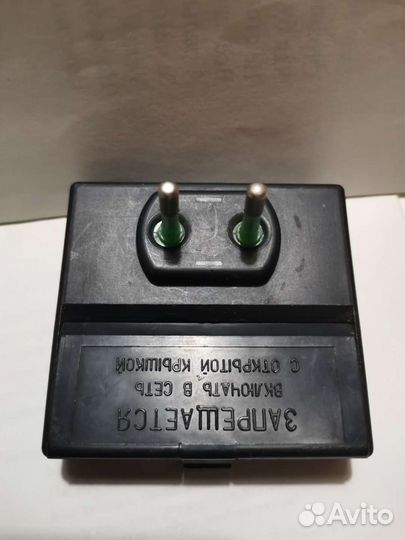 ЗАПРЕЩАЕТСЯ
ВКЛЮЧАТЬ В СЕТЬ
С ОТКРЫТОЙ КРЫШКОЙ
Avito